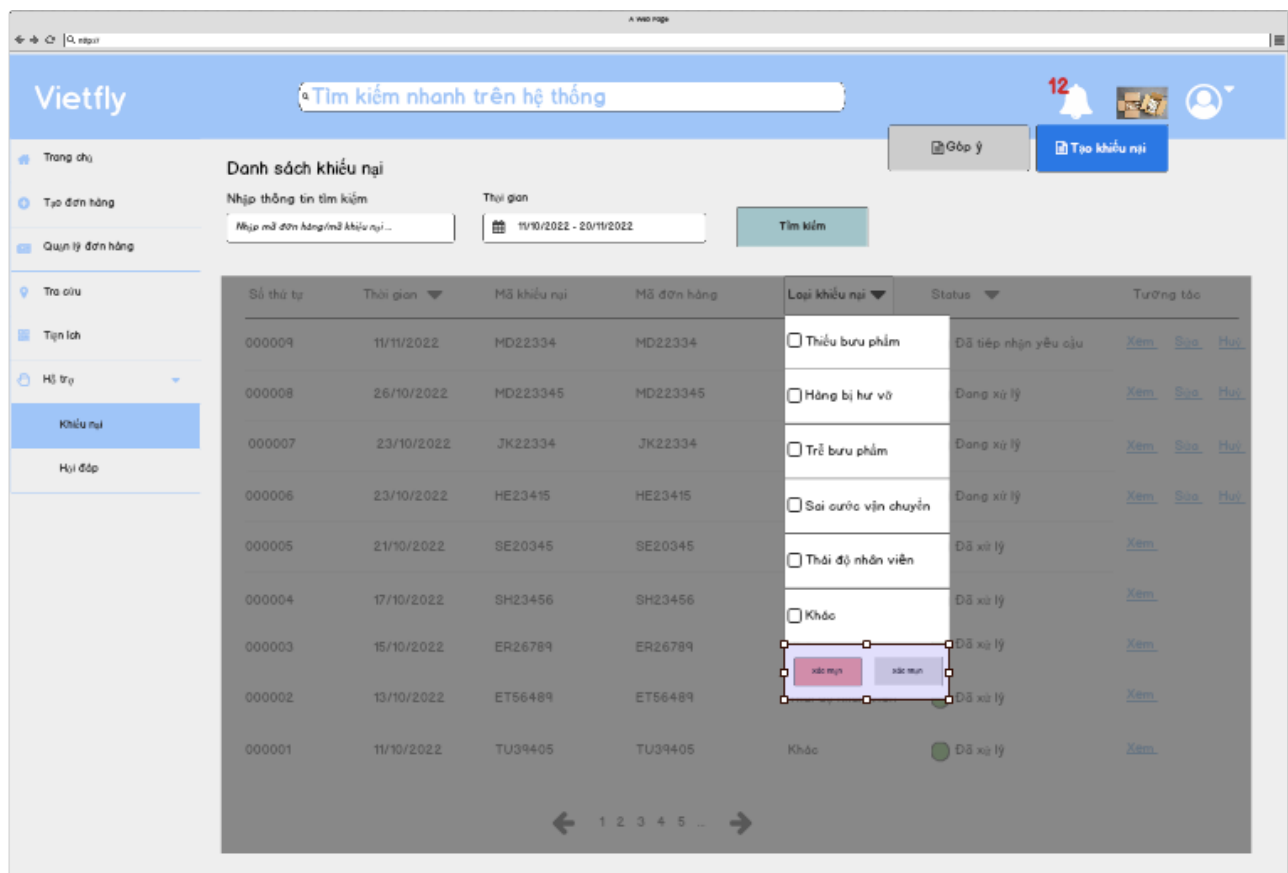 A Web Page
http://
Vietfly
Tìm kiếm nhanh trên hệ thống
12
Góp ý
Tạo khiếu nại
Trang chủ
Tạo đơn hàng
Quản lý đơn hàng
Tra cứu
Tiện ích
Hỗ trợ
Khiếu nại
Hỏi đáp
Danh sách khiếu nại
Nhập thông tin tìm kiếm
Thời gian
Nhập mã đơn hàng/mã khiếu nại ...
11/10/2022 - 20/11/2022
Tìm kiếm
Số thứ tự Thời gian Mã khiếu nại Mã đơn hàng Loại khiếu nại Status Tương tác
000009 11/11/2022 MD22334 MD22334 Đã tiếp nhận yêu cầu Xem Sửa Huỷ
000008 26/10/2022 MD223345 MD223345 Đang xử lý Xem Sửa Huỷ
000007 23/10/2022 JK22334 JK22334 Đang xử lý Xem Sửa Huỷ
000006 23/10/2022 HE23415 HE23415 Đang xử lý Xem Sửa Huỷ
000005 21/10/2022 SE20345 SE20345 Đã xử lý Xem
000004 17/10/2022 SH23456 SH23456 Đã xử lý Xem
000003 15/10/2022 ER26789 ER26789 Đã xử lý Xem
000002 13/10/2022 ET56489 ET56489 Đã xử lý Xem
000001 11/10/2022 TU39405 TU39405 Khác Đã xử lý Xem
Thiếu bưu phẩm
Hàng bị hư vỡ
Trễ bưu phẩm
Sai cước vận chuyển
Thái độ nhân viên
Khác
1 2 3 4 5 ...